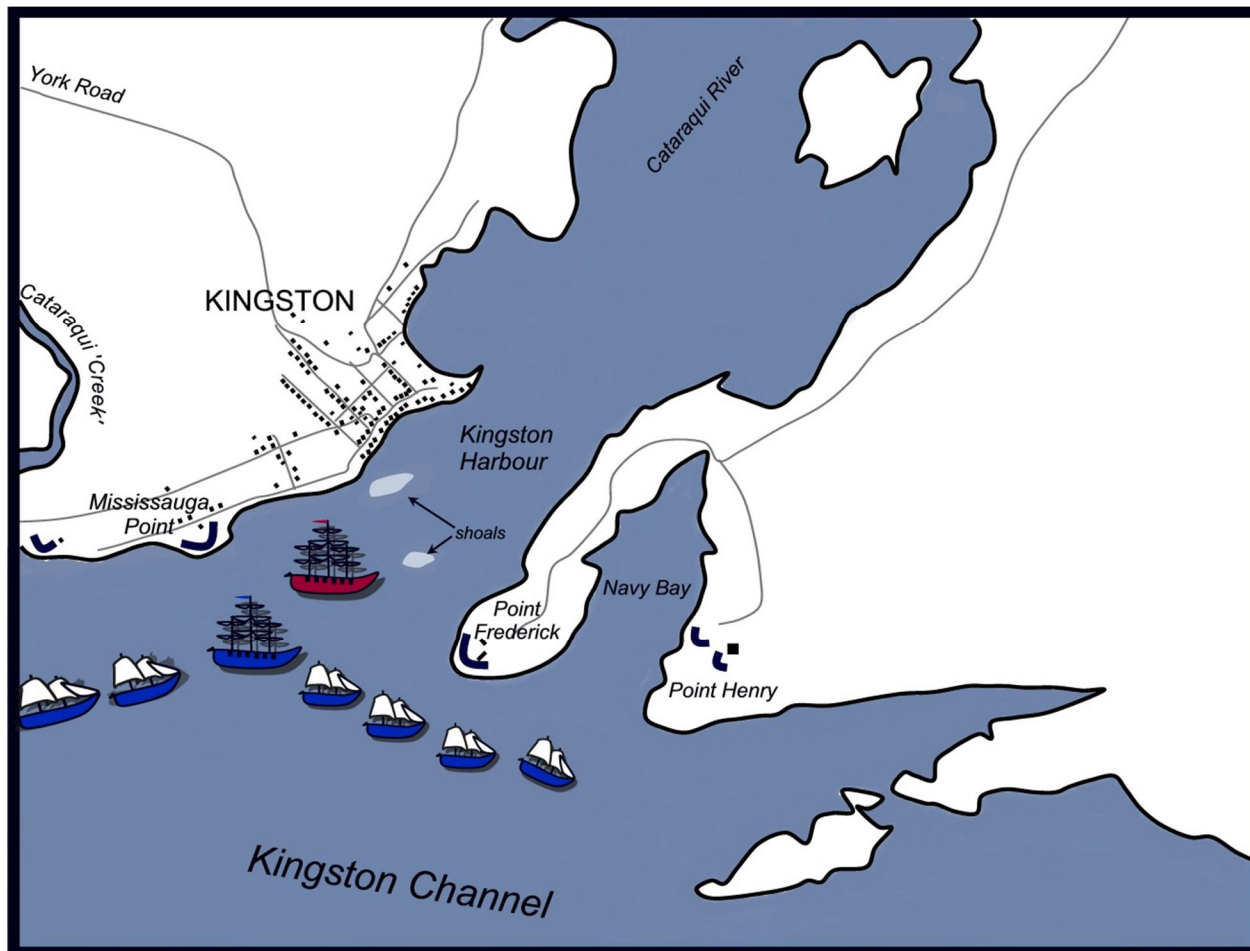 York Road
Cataraqui River
KINGSTON
Cataraqui 'Creek'
Kingston
Harbour
Mississauga
Point
shoals
Navy Bay
Point
Frederick
Point Henry
Kingston Channel